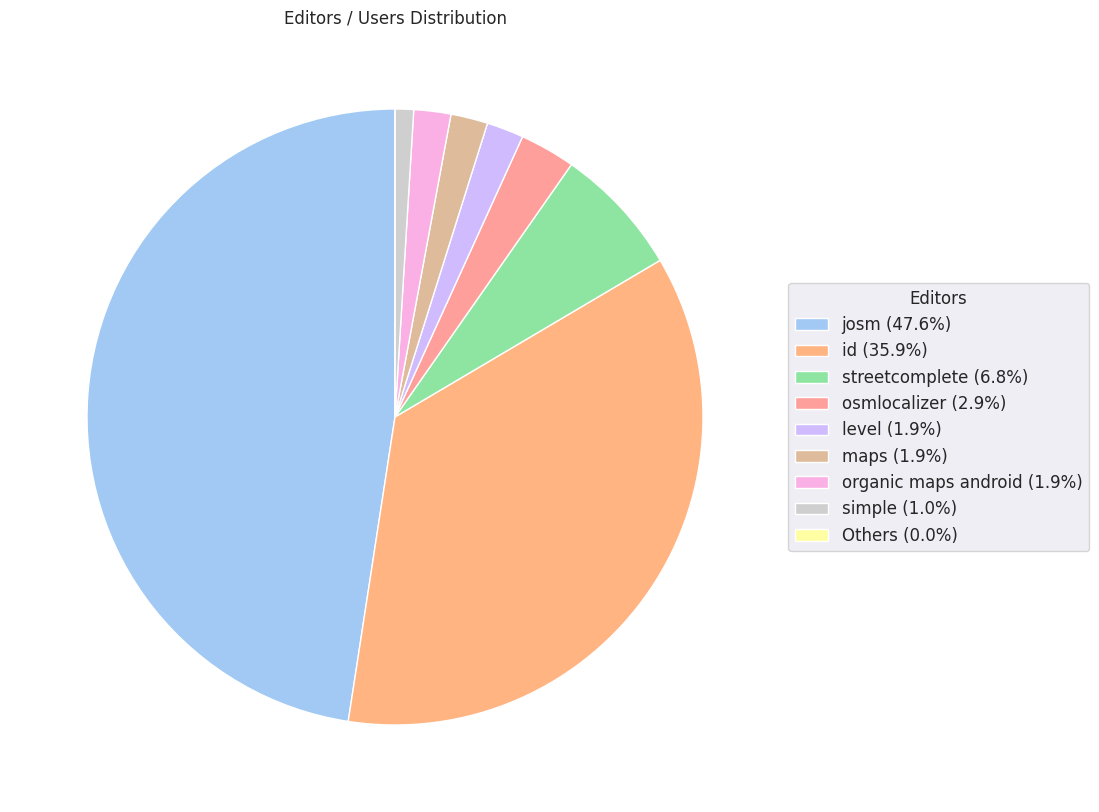 Editors / Users Distribution
Editors
josm (47.6%)
id (35.9%)
streetcomplete (6.8%)
osmlocalizer (2.9%)
level (1.9%)
maps (1.9%)
organic maps android (1.9%)
simple (1.0%)
Others (0.0%)